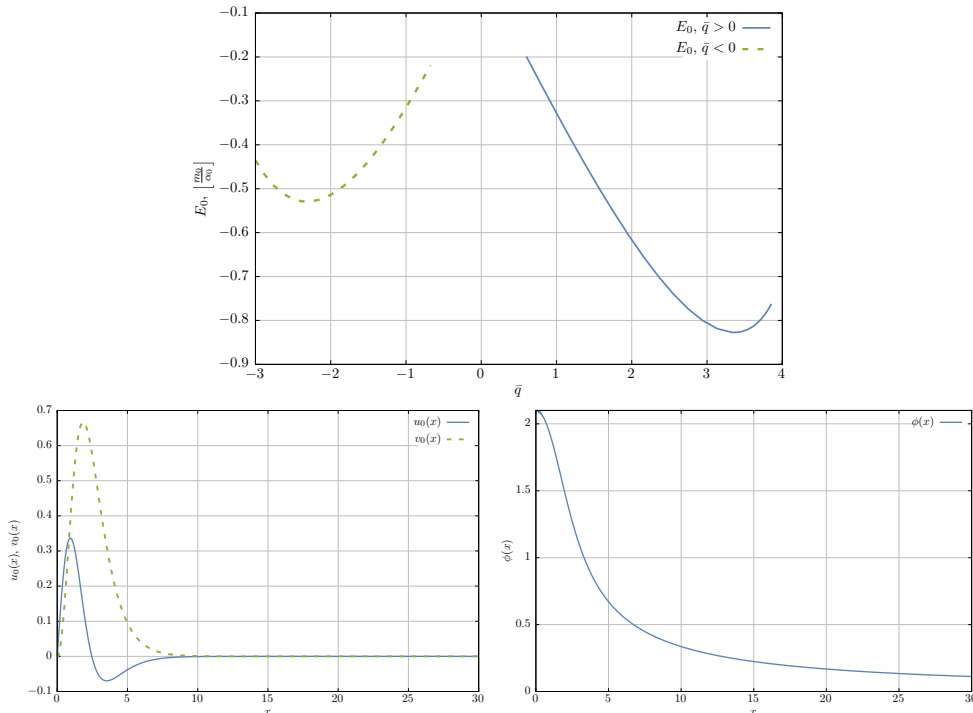 −0.1
−0.2
−0.3
−0.4
−0.5
−0.6
−0.7
−0.8
−0.9
−3 −2 −1 0 1 2 3 4
E₀, q̄ > 0
E₀, q̄ < 0
E₀, [m₀/α₀]
q̄
0.7
0.6
0.5
0.4
0.3
0.2
0.1
0
−0.1
0 5 10 15 20 25 30
u₀(x)
v₀(x)
u₀(x), v₀(x)
x
2
1.5
1
0.5
0
0 5 10 15 20 25 30
ϕ(x)
ϕ(x)
x